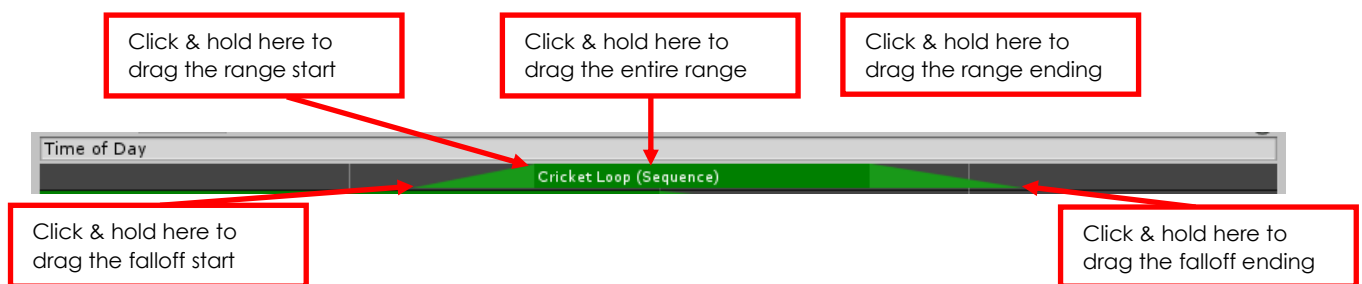 Click & hold here to
drag the range start
Click & hold here to
drag the entire range
Click & hold here to
drag the range ending
Time of Day
Cricket Loop (Sequence)
Click & hold here to
drag the falloff start
Click & hold here to
drag the falloff ending